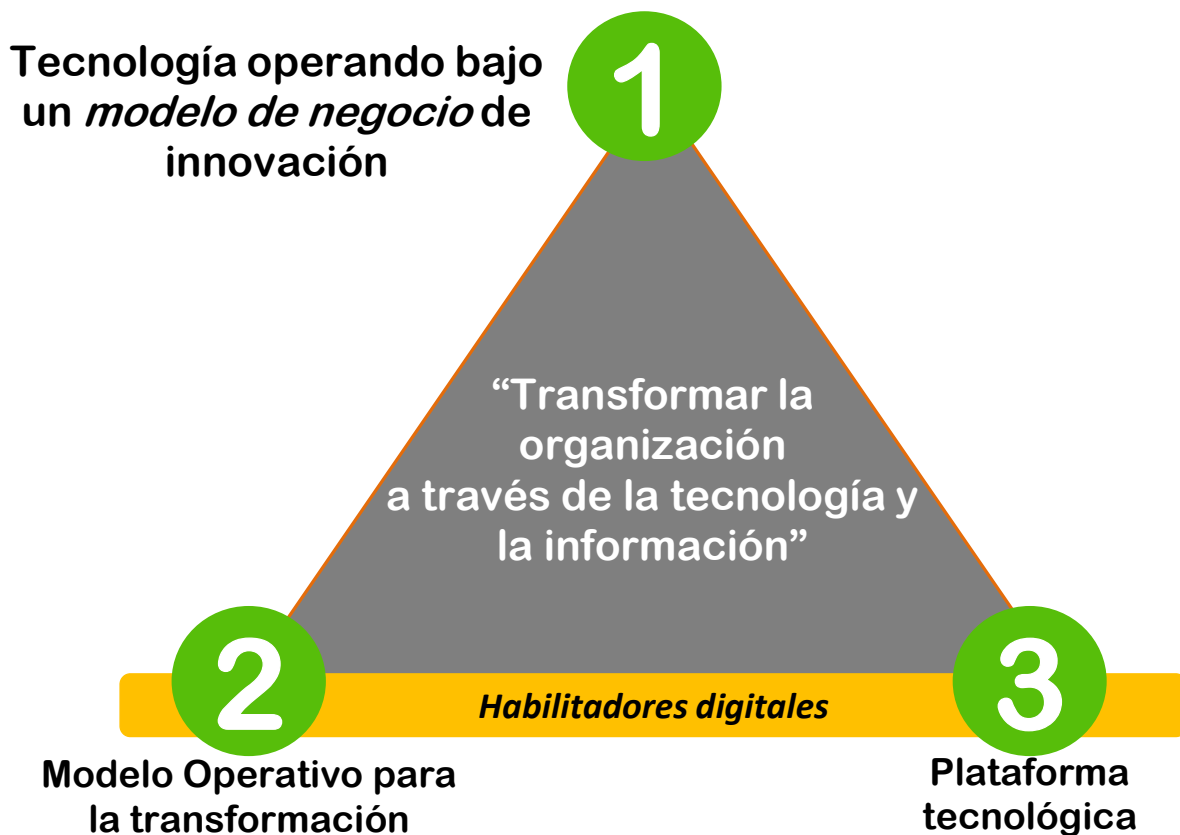 Tecnología operando bajo
un modelo de negocio de
innovación
1
“Transformar la
organización
a través de la tecnología y
la información”
2
Habilitadores digitales
3
Modelo Operativo para
la transformación
Plataforma
tecnológica